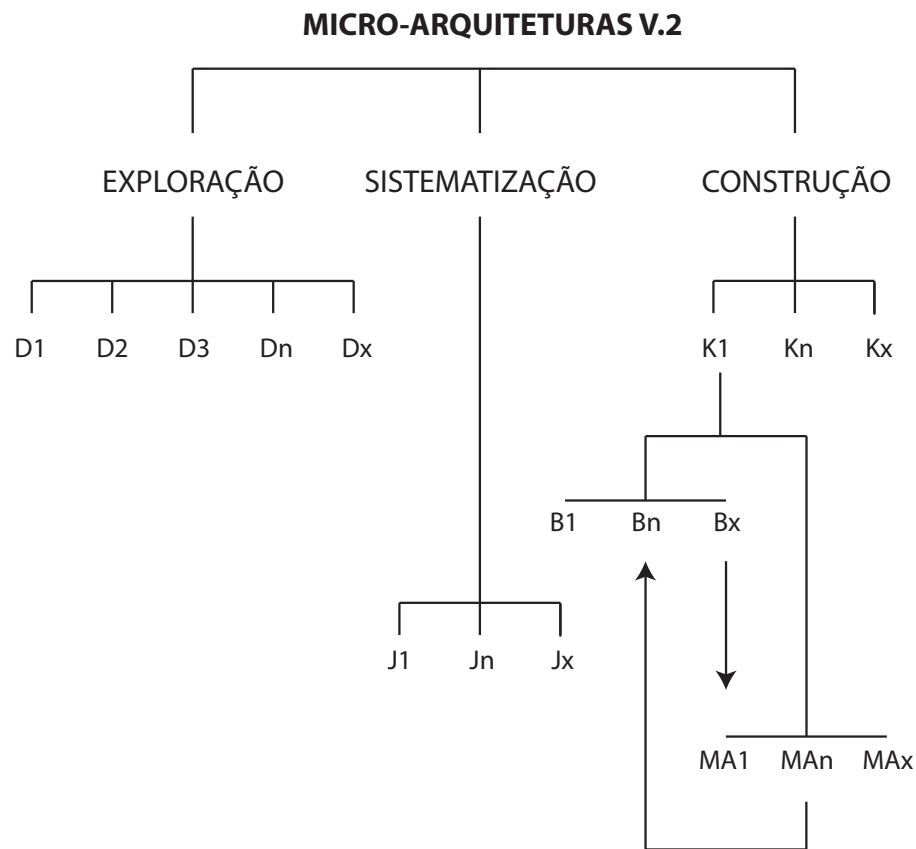 MICRO-ARQUITETURAS V.2
EXPLORAÇÃO SISTEMATIZAÇÃO CONSTRUÇÃO
D1 D2 D3 Dn Dx K1 Kn Kx
B1 Bn Bx
J1 Jn Jx
MA1 MAn MAx